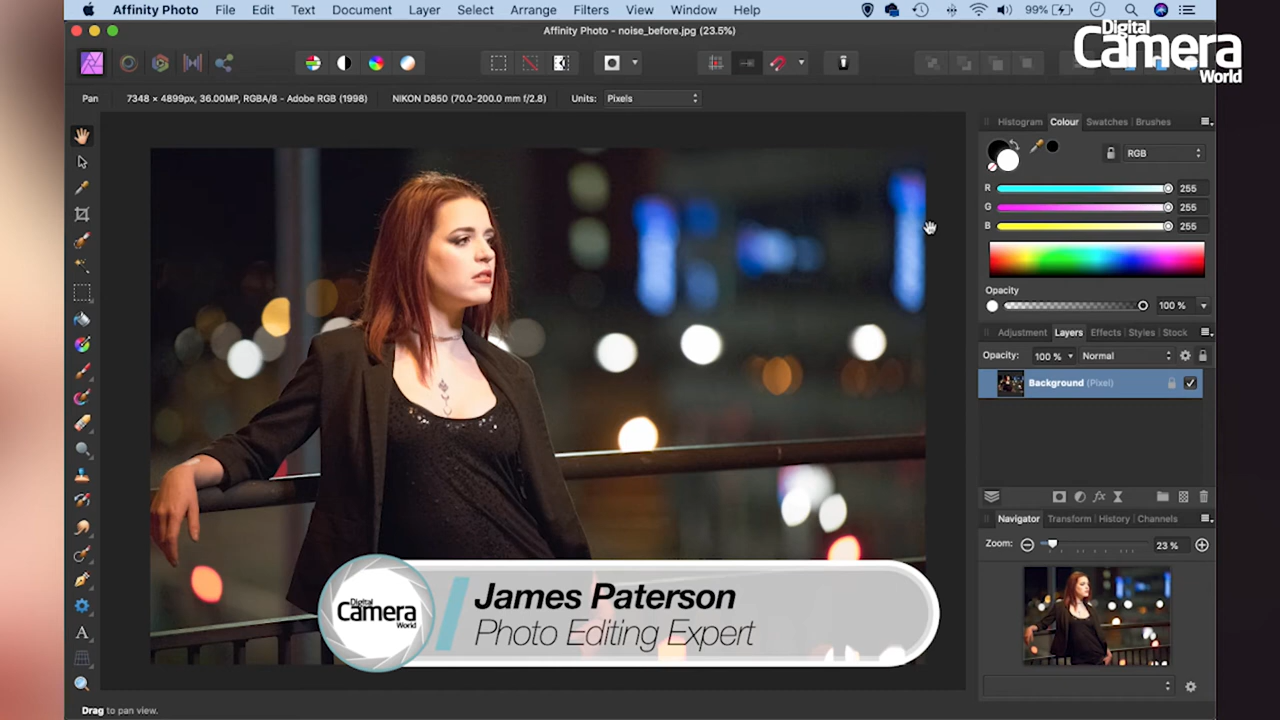 Affinity Photo File Edit Text Document Layer Select Arrange Filters View Window Help 99%
Affinity Photo - noise_before.jpg (23.5%)
Digital
Camera
World
Pan 7348 × 4899px, 36.00MP, RGBA/8 - Adobe RGB (1998) NIKON D850 (70.0-200.0 mm f/2.8) Units: Pixels
Histogram Colour Swatches Brushes
RGB
R 255
G 255
B 255
Opacity
100 %
Adjustment Layers Effects Styles Stock
Opacity: 100 % Normal
Background (Pixel)
fx
Navigator Transform History Channels
Zoom: 23 %
A
Digital
Camera
World
James Paterson
Photo Editing Expert
Drag to pan view.